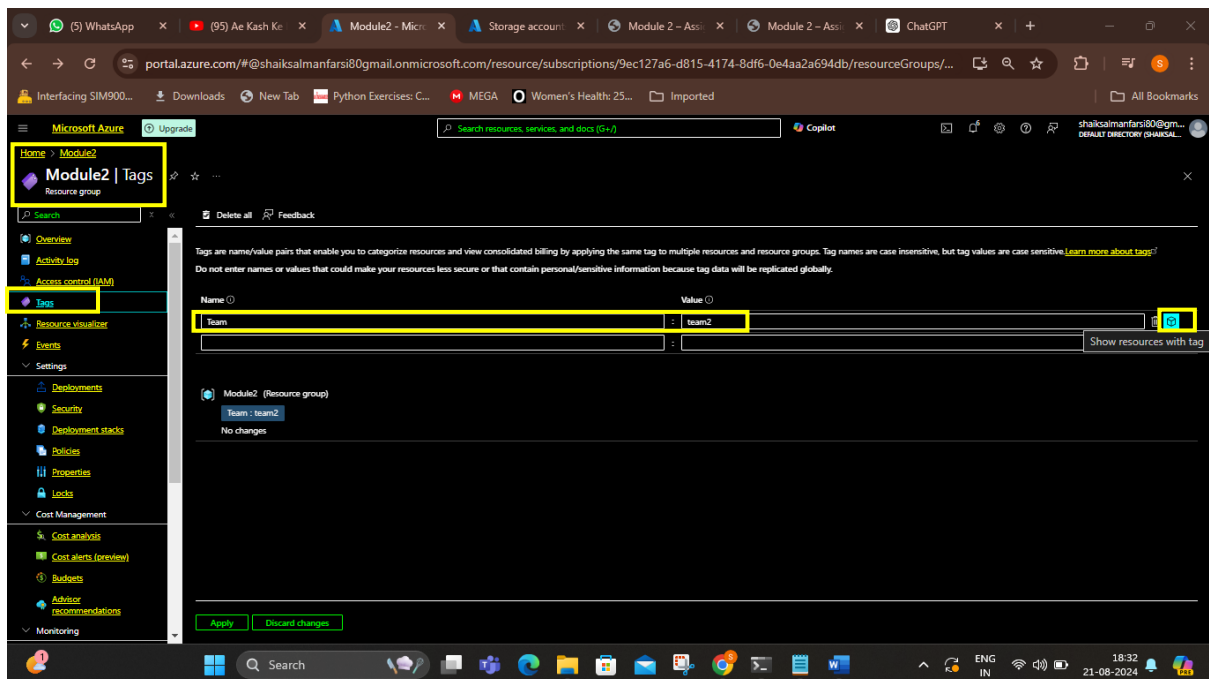 (5) WhatsApp
(95) Ae Kash Ke
Module2 - Micro
Storage account
Module 2 – Assi
Module 2 – Assi
ChatGPT
portal.azure.com/#@shaiksalmanfarsi80gmail.onmicrosoft.com/resource/subscriptions/9ec127a6-d815-4174-8df6-0e4aa2a694db/resourceGroups/...
S
Interfacing SIM900... Downloads New Tab Python Exercises: C... MEGA Women's Health: 25... Imported All Bookmarks
Microsoft Azure Upgrade Search resources, services, and docs (G+/) Copilot 6 shaiksalmanfarsi80@gm...
DEFAULT DIRECTORY (SHAIKSAL...
Home > Module2
Module2 | Tags ...
Resource group
Search
Delete all Feedback
Overview
Activity log
Access control (IAM)
Tags
Resource visualizer
Events
Settings
Deployments
Security
Deployment stacks
Policies
Properties
Locks
Cost Management
Cost analysis
Cost alerts (preview)
Budgets
Advisor
recommendations
Monitoring
Tags are name/value pairs that enable you to categorize resources and view consolidated billing by applying the same tag to multiple resources and resource groups. Tag names are case insensitive, but tag values are case sensitive. Learn more about tags
Do not enter names or values that could make your resources less secure or that contain personal/sensitive information because tag data will be replicated globally.
Name Value
Team : team2
:
Show resources with tag
Module2 (Resource group)
Team : team2
No changes
Apply Discard changes
1 Search ENG 18:32
IN 21-08-2024
PRE